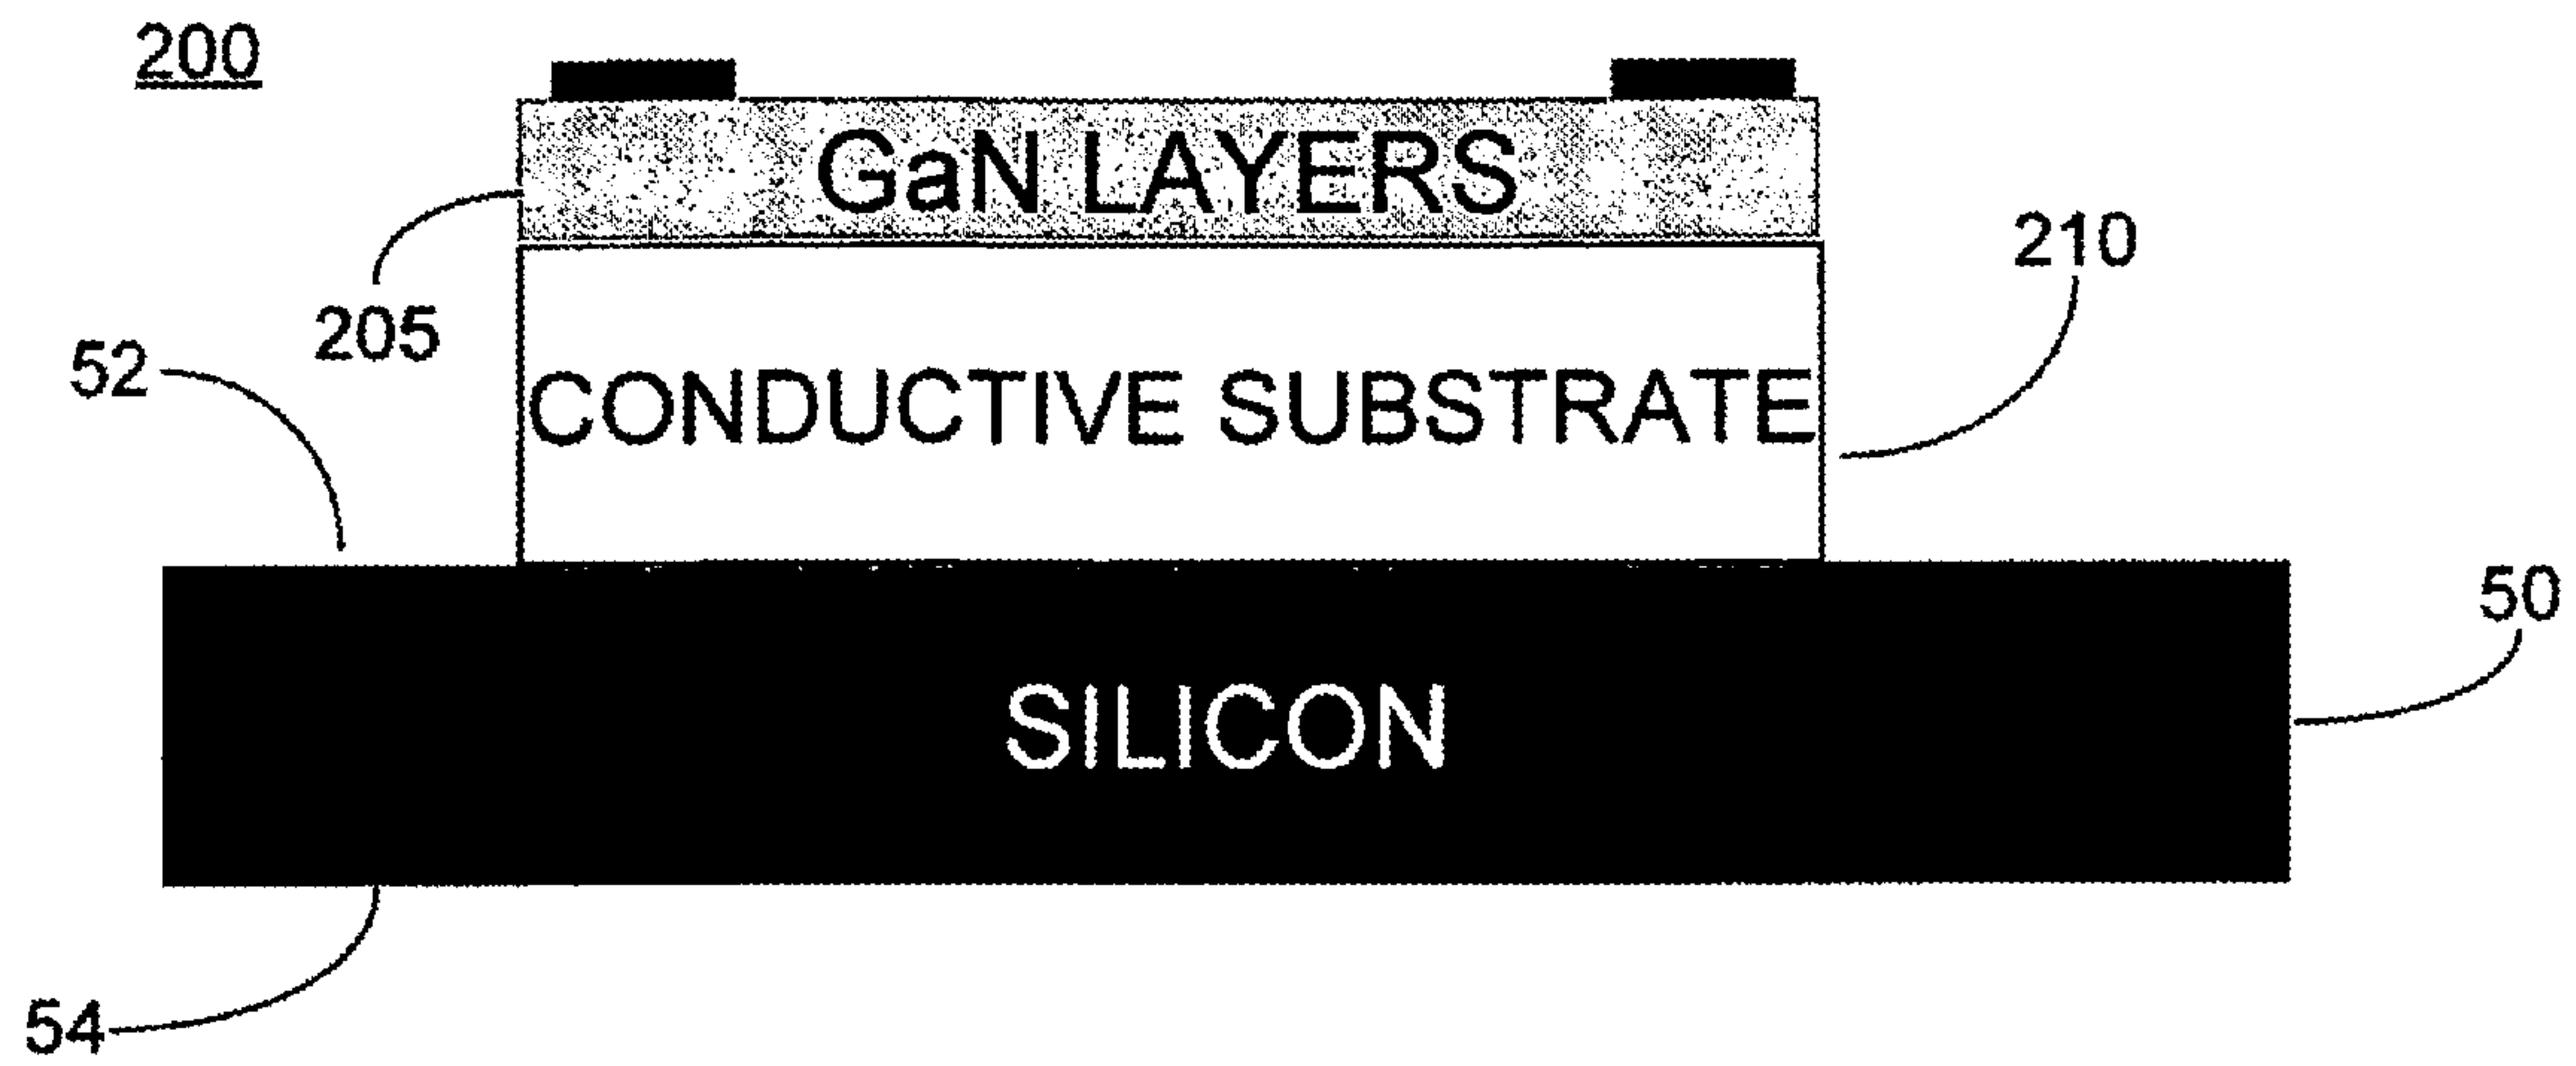 200
GaN LAYERS
210
205
52
CONDUCTIVE SUBSTRATE
50
SILICON
54